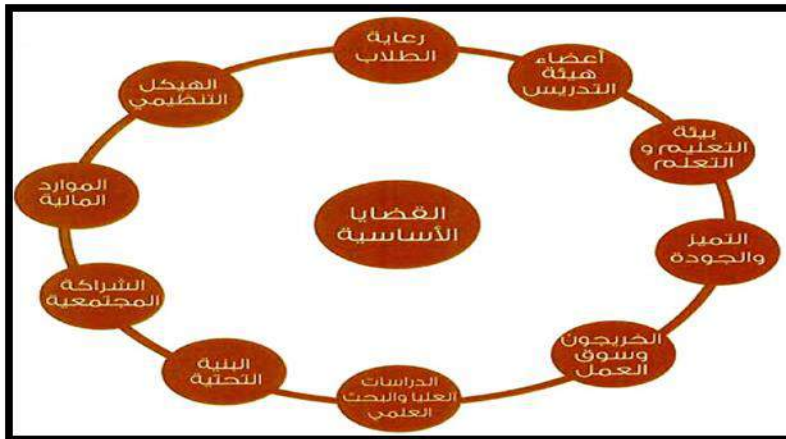 رعاية
الطلاب
أعضاء
هيئة
التدريس
بيئة
التعليم و
التعلم
التميز
والجودة
الخريجون
وسوق
العمل
الدراسات
العليا والبحث
العلمي
البنية
التحتية
الشراكة
المجتمعية
الموارد
المالية
الهيكل
التنظيمي
القضايا
الأساسية